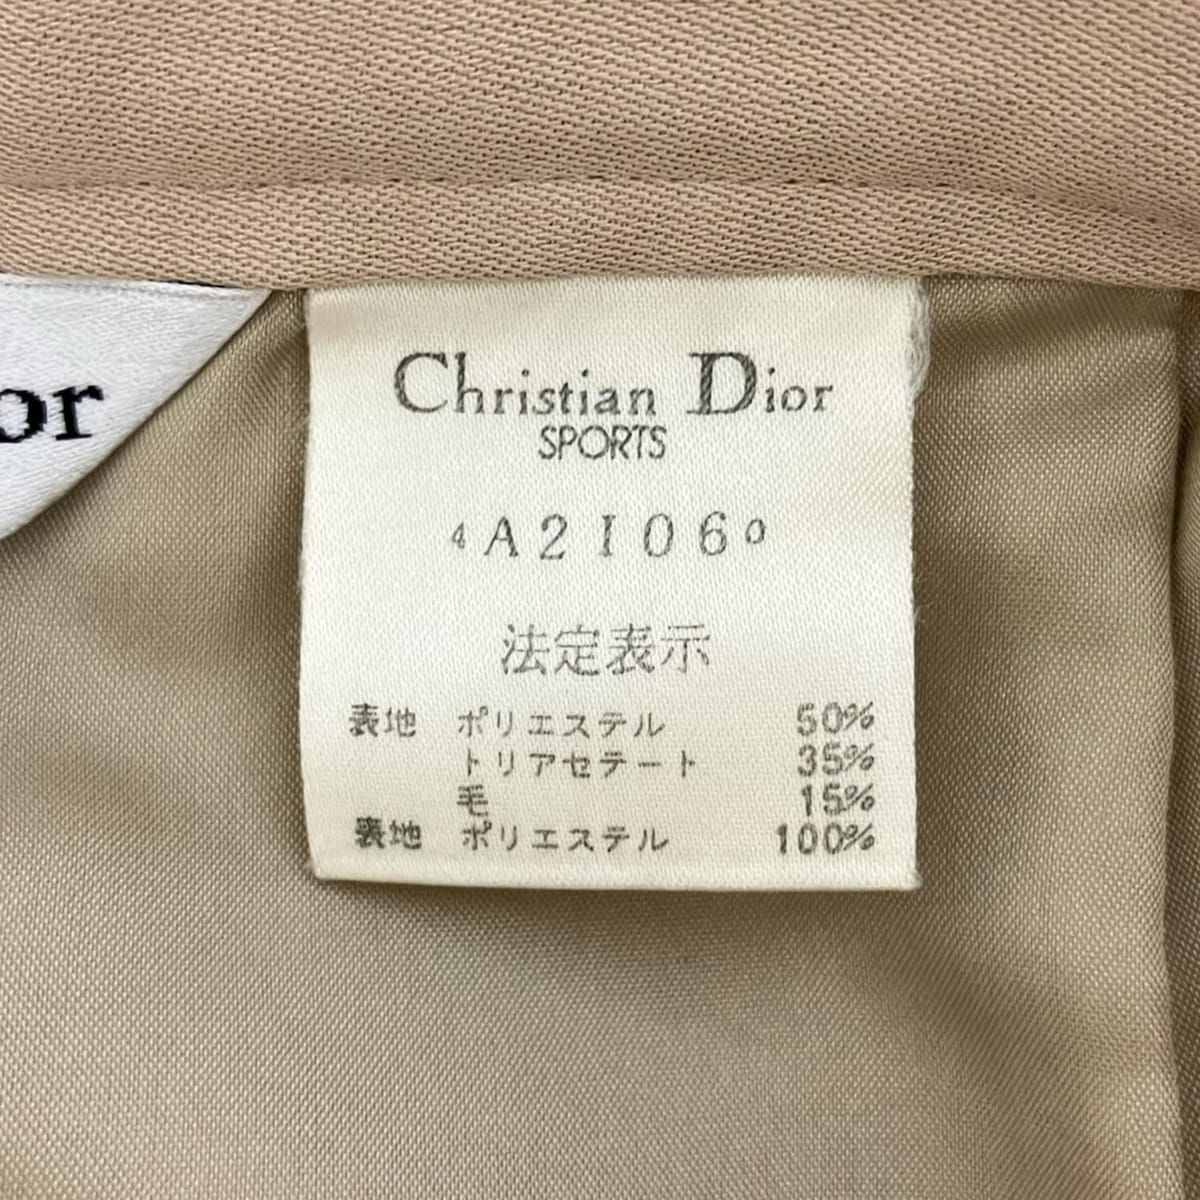 or
Christian Dior
SPORTS
4A2I060
法定表示
表地 ポリエステル 50%
トリアセテート 35%
毛 15%
表地 ポリエステル 100%